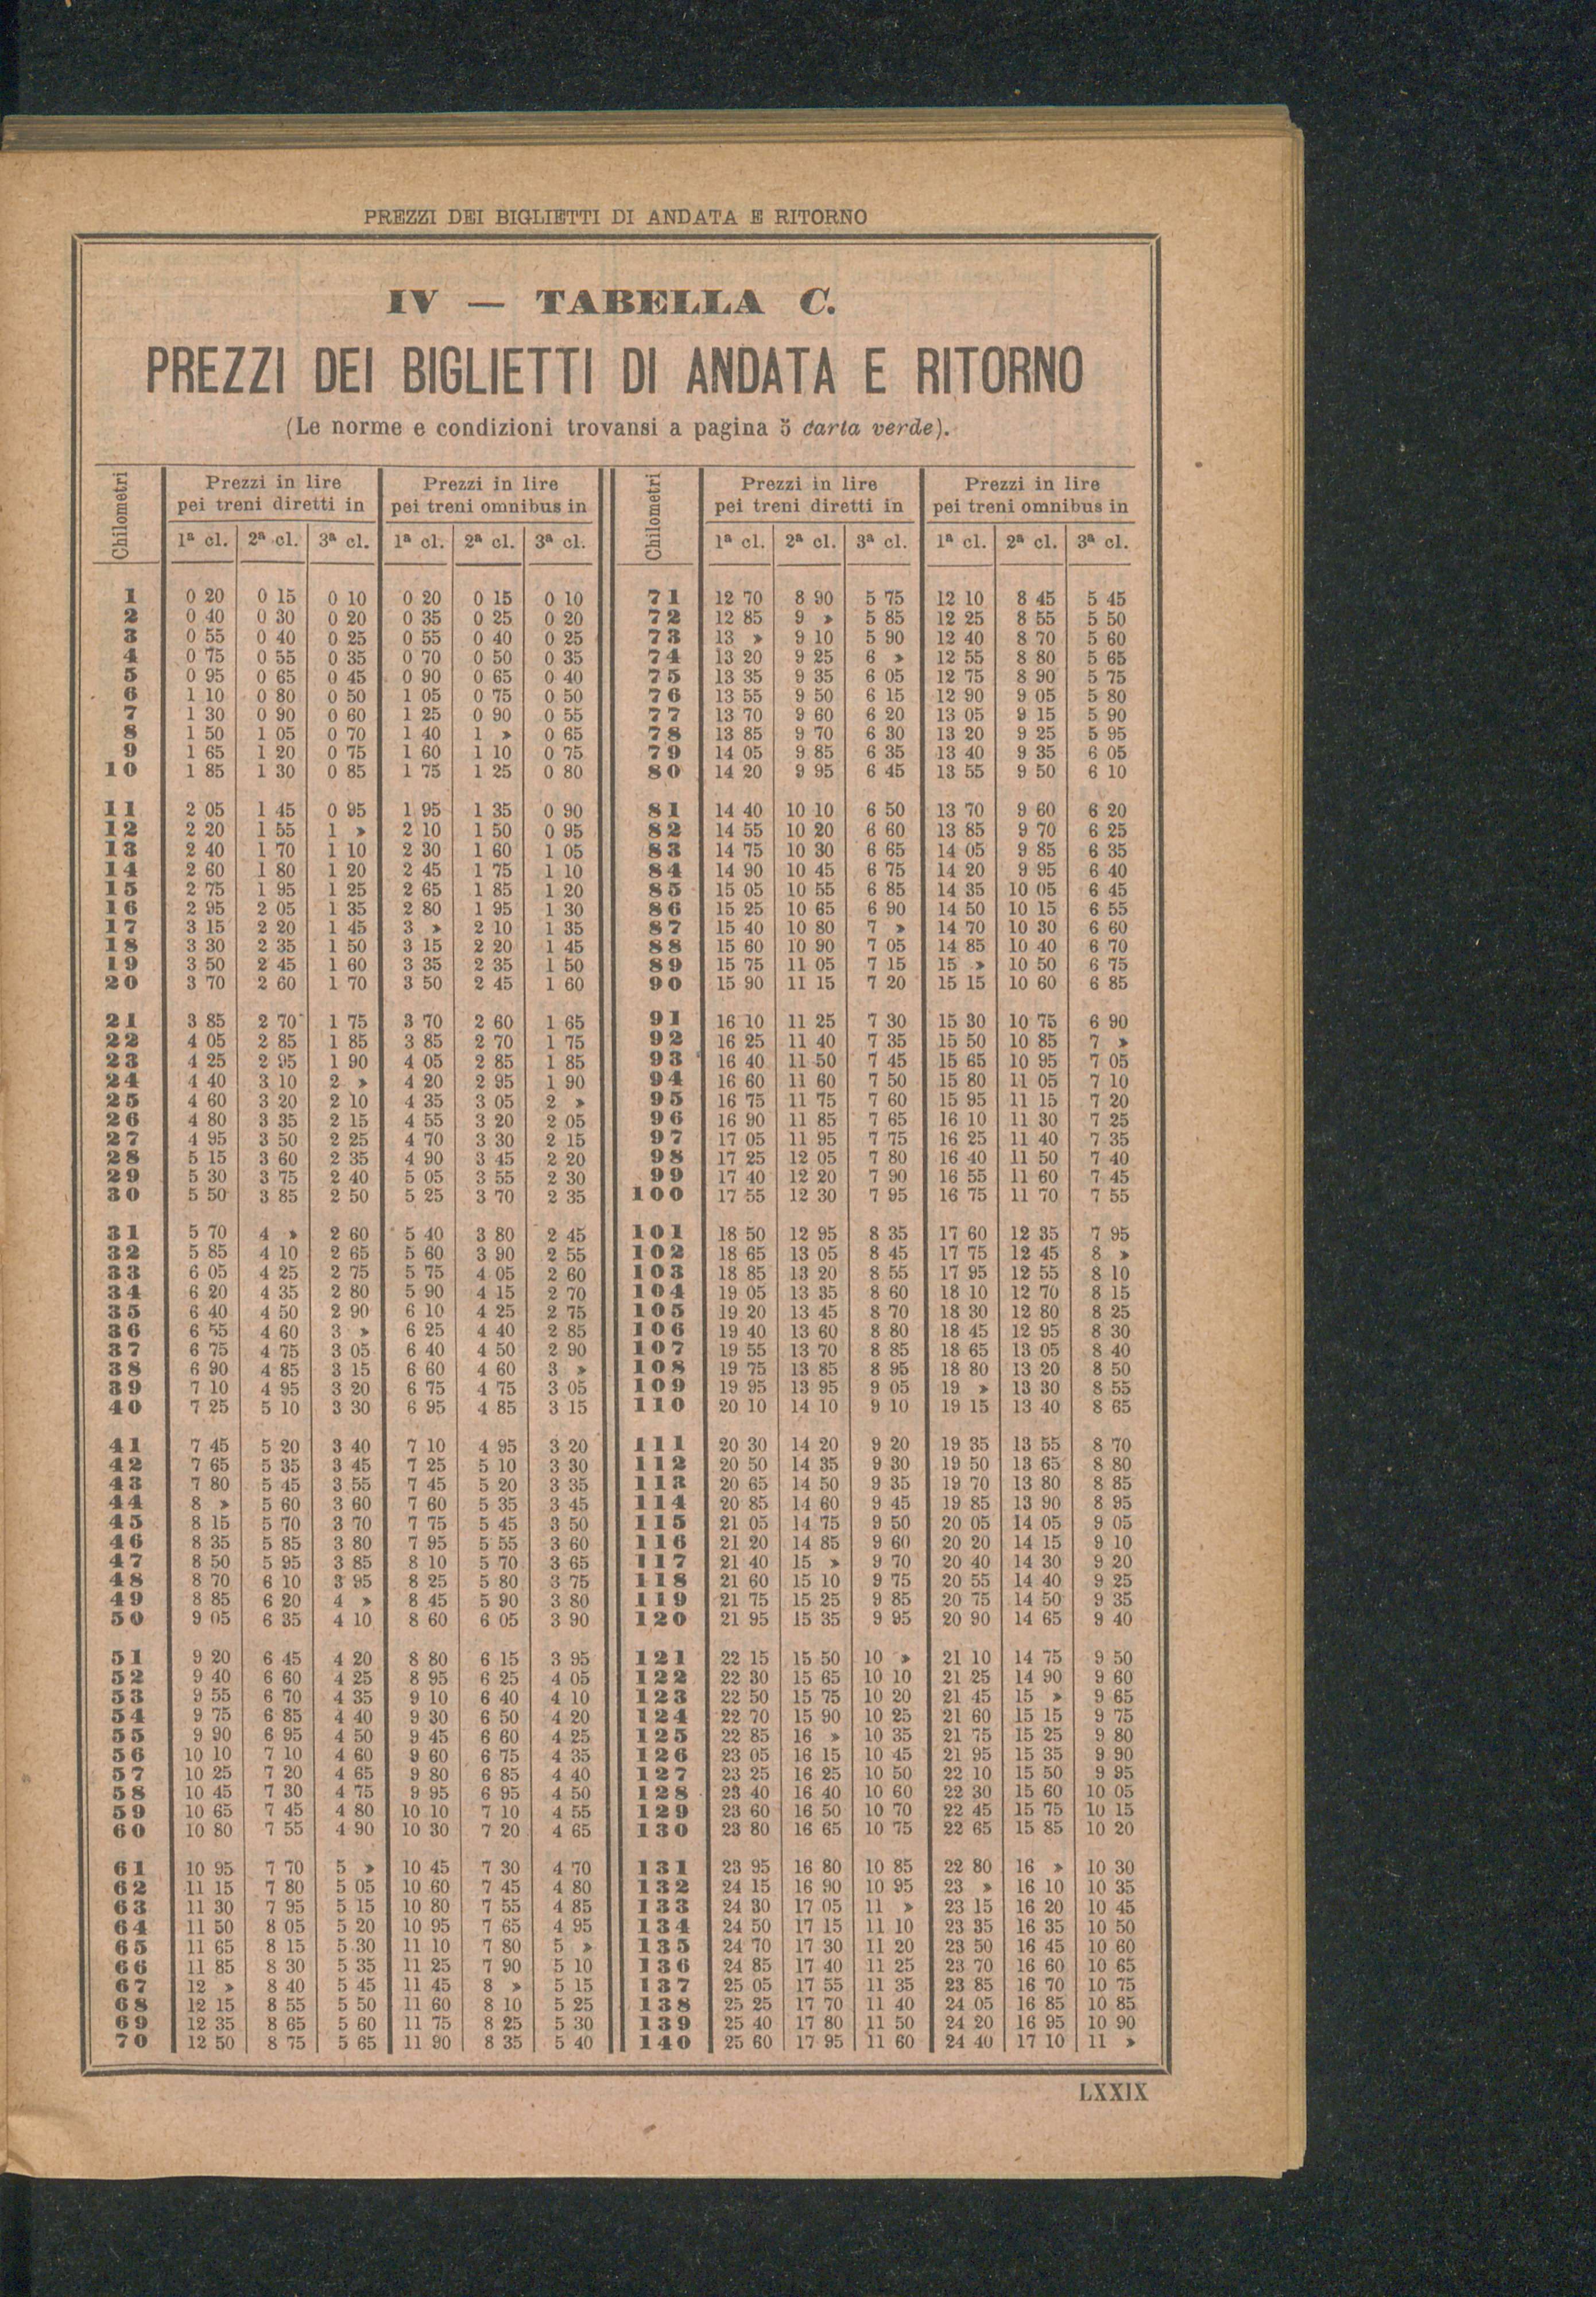 PREZZI DEI BIGLIETTI DI ANDATA E RITORNO
IV — TABELLA C.
PREZZI DEI BIGLIETTI DI ANDATA E RITORNO
(Le norme e condizioni trovansi a pagina 5 carta verde).
Chilometri | Prezzi in lire pei treni diretti in | Prezzi in lire pei treni omnibus in | Chilometri | Prezzi in lire pei treni diretti in | Prezzi in lire pei treni omnibus in
1ª cl. 2ª cl. 3ª cl. 1ª cl. 2ª cl. 3ª cl. 1ª cl. 2ª cl. 3ª cl. 1ª cl. 2ª cl. 3ª cl.
1 0 20 0 15 0 10 0 20 0 15 0 10 71 12 70 8 90 5 75 12 10 8 45 5 45
2 0 40 0 30 0 20 0 35 0 25 0 20 72 12 85 9 » 5 85 12 25 8 55 5 50
3 0 55 0 40 0 25 0 55 0 40 0 25 73 13 » 9 10 5 90 12 40 8 70 5 60
4 0 75 0 55 0 35 0 70 0 50 0 35 74 13 20 9 25 6 » 12 55 8 80 5 65
5 0 95 0 65 0 45 0 90 0 65 0 40 75 13 35 9 35 6 05 12 75 8 90 5 75
6 1 10 0 80 0 50 1 05 0 75 0 50 76 13 55 9 50 6 15 12 90 9 05 5 80
7 1 30 0 90 0 60 1 25 0 90 0 55 77 13 70 9 60 6 20 13 05 9 15 5 90
8 1 50 1 05 0 70 1 40 1 » 0 65 78 13 85 9 70 6 30 13 20 9 25 5 95
9 1 65 1 20 0 75 1 60 1 10 0 75 79 14 05 9 85 6 35 13 40 9 35 6 05
10 1 85 1 30 0 85 1 75 1 25 0 80 80 14 20 9 95 6 45 13 55 9 50 6 10
11 2 05 1 45 0 95 1 95 1 35 0 90 81 14 40 10 10 6 50 13 70 9 60 6 20
12 2 20 1 55 1 » 2 10 1 50 0 95 82 14 55 10 20 6 60 13 85 9 70 6 25
13 2 40 1 70 1 10 2 30 1 60 1 05 83 14 75 10 30 6 65 14 05 9 85 6 35
14 2 60 1 80 1 20 2 45 1 75 1 10 84 14 90 10 45 6 75 14 20 9 95 6 40
15 2 75 1 95 1 25 2 65 1 85 1 20 85 15 05 10 55 6 85 14 35 10 05 6 45
16 2 95 2 05 1 35 2 80 1 95 1 30 86 15 25 10 65 6 90 14 50 10 15 6 55
17 3 15 2 20 1 45 3 » 2 10 1 35 87 15 40 10 80 7 » 14 70 10 30 6 60
18 3 30 2 35 1 50 3 15 2 20 1 45 88 15 60 10 90 7 05 14 85 10 40 6 70
19 3 50 2 45 1 60 3 35 2 35 1 50 89 15 75 11 05 7 15 15 » 10 50 6 75
20 3 70 2 60 1 70 3 50 2 45 1 60 90 15 90 11 15 7 20 15 15 10 60 6 85
21 3 85 2 70 1 75 3 70 2 60 1 65 91 16 10 11 25 7 30 15 30 10 75 6 90
22 4 05 2 85 1 85 3 85 2 70 1 75 92 16 25 11 40 7 35 15 50 10 85 7 »
23 4 25 2 95 1 90 4 05 2 85 1 85 93 16 40 11 50 7 45 15 65 10 95 7 05
24 4 40 3 10 2 » 4 20 2 95 1 90 94 16 60 11 60 7 50 15 80 11 05 7 10
25 4 60 3 20 2 10 4 35 3 05 2 » 95 16 75 11 75 7 60 15 95 11 15 7 20
26 4 80 3 35 2 15 4 55 3 20 2 05 96 16 90 11 85 7 65 16 10 11 30 7 25
27 4 95 3 50 2 25 4 70 3 30 2 15 97 17 05 11 95 7 75 16 25 11 40 7 35
28 5 15 3 60 2 35 4 90 3 45 2 20 98 17 25 12 05 7 80 16 40 11 50 7 40
29 5 30 3 75 2 40 5 05 3 55 2 30 99 17 40 12 20 7 90 16 55 11 60 7 45
30 5 50 3 85 2 50 5 25 3 70 2 35 100 17 55 12 30 7 95 16 75 11 70 7 55
31 5 70 4 » 2 60 5 40 3 80 2 45 101 18 50 12 95 8 35 17 60 12 35 7 95
32 5 85 4 10 2 65 5 60 3 90 2 55 102 18 65 13 05 8 45 17 75 12 45 8 »
33 6 05 4 25 2 75 5 75 4 05 2 60 103 18 85 13 20 8 55 17 95 12 55 8 10
34 6 20 4 35 2 80 5 90 4 15 2 70 104 19 05 13 35 8 60 18 10 12 70 8 15
35 6 40 4 50 2 90 6 10 4 25 2 75 105 19 20 13 45 8 70 18 30 12 80 8 25
36 6 55 4 60 3 » 6 25 4 40 2 85 106 19 40 13 60 8 80 18 45 12 95 8 30
37 6 75 4 75 3 05 6 40 4 50 2 90 107 19 55 13 70 8 85 18 65 13 05 8 40
38 6 90 4 85 3 15 6 60 4 60 3 » 108 19 75 13 85 8 95 18 80 13 20 8 50
39 7 10 4 95 3 20 6 75 4 75 3 05 109 19 95 13 95 9 05 19 » 13 30 8 55
40 7 25 5 10 3 30 6 95 4 85 3 15 110 20 10 14 10 9 10 19 15 13 40 8 65
41 7 45 5 20 3 40 7 10 4 95 3 20 111 20 30 14 20 9 20 19 35 13 55 8 70
42 7 65 5 35 3 45 7 25 5 10 3 30 112 20 50 14 35 9 30 19 50 13 65 8 80
43 7 80 5 45 3 55 7 45 5 20 3 35 113 20 65 14 50 9 35 19 70 13 80 8 85
44 8 » 5 60 3 60 7 60 5 35 3 45 114 20 85 14 60 9 45 19 85 13 90 8 95
45 8 15 5 70 3 70 7 75 5 45 3 50 115 21 05 14 75 9 50 20 05 14 05 9 05
46 8 35 5 85 3 80 7 95 5 55 3 60 116 21 20 14 85 9 60 20 20 14 15 9 10
47 8 50 5 95 3 85 8 10 5 70 3 65 117 21 40 15 » 9 70 20 40 14 30 9 20
48 8 70 6 10 3 95 8 25 5 80 3 75 118 21 60 15 10 9 75 20 55 14 40 9 25
49 8 85 6 20 4 » 8 45 5 90 3 80 119 21 75 15 25 9 85 20 75 14 50 9 35
50 9 05 6 35 4 10 8 60 6 05 3 90 120 21 95 15 35 9 95 20 90 14 65 9 40
51 9 20 6 45 4 20 8 80 6 15 3 95 121 22 15 15 50 10 » 21 10 14 75 9 50
52 9 40 6 60 4 25 8 95 6 25 4 05 122 22 30 15 65 10 10 21 25 14 90 9 60
53 9 55 6 70 4 35 9 10 6 40 4 10 123 22 50 15 75 10 20 21 45 15 » 9 65
54 9 75 6 85 4 40 9 30 6 50 4 20 124 22 70 15 90 10 25 21 60 15 15 9 75
55 9 90 6 95 4 50 9 45 6 60 4 25 125 22 85 16 » 10 35 21 75 15 25 9 80
56 10 10 7 10 4 60 9 60 6 75 4 35 126 23 05 16 15 10 45 21 95 15 35 9 90
57 10 25 7 20 4 65 9 80 6 85 4 40 127 23 25 16 25 10 50 22 10 15 50 9 95
58 10 45 7 30 4 75 9 95 6 95 4 50 128 23 40 16 40 10 60 22 30 15 60 10 05
59 10 65 7 45 4 80 10 10 7 10 4 55 129 23 60 16 50 10 70 22 45 15 75 10 15
60 10 80 7 55 4 90 10 30 7 20 4 65 130 23 80 16 65 10 75 22 65 15 85 10 20
61 10 95 7 70 5 » 10 45 7 30 4 70 131 23 95 16 80 10 85 22 80 16 » 10 30
62 11 15 7 80 5 05 10 60 7 45 4 80 132 24 15 16 90 10 95 23 » 16 10 10 35
63 11 30 7 95 5 15 10 80 7 55 4 85 133 24 30 17 05 11 » 23 15 16 20 10 45
64 11 50 8 05 5 20 10 95 7 65 4 95 134 24 50 17 15 11 10 23 35 16 35 10 50
65 11 65 8 15 5 30 11 10 7 80 5 » 135 24 70 17 30 11 20 23 50 16 45 10 60
66 11 85 8 30 5 35 11 25 7 90 5 10 136 24 85 17 40 11 25 23 70 16 60 10 65
67 12 » 8 40 5 45 11 45 8 » 5 15 137 25 05 17 55 11 35 23 85 16 70 10 75
68 12 15 8 55 5 50 11 60 8 10 5 25 138 25 25 17 70 11 40 24 05 16 85 10 85
69 12 35 8 65 5 60 11 75 8 25 5 30 139 25 40 17 80 11 50 24 20 16 95 10 90
70 12 50 8 75 5 65 11 90 8 35 5 40 140 25 60 17 95 11 60 24 40 17 10 11 »
LXXIX